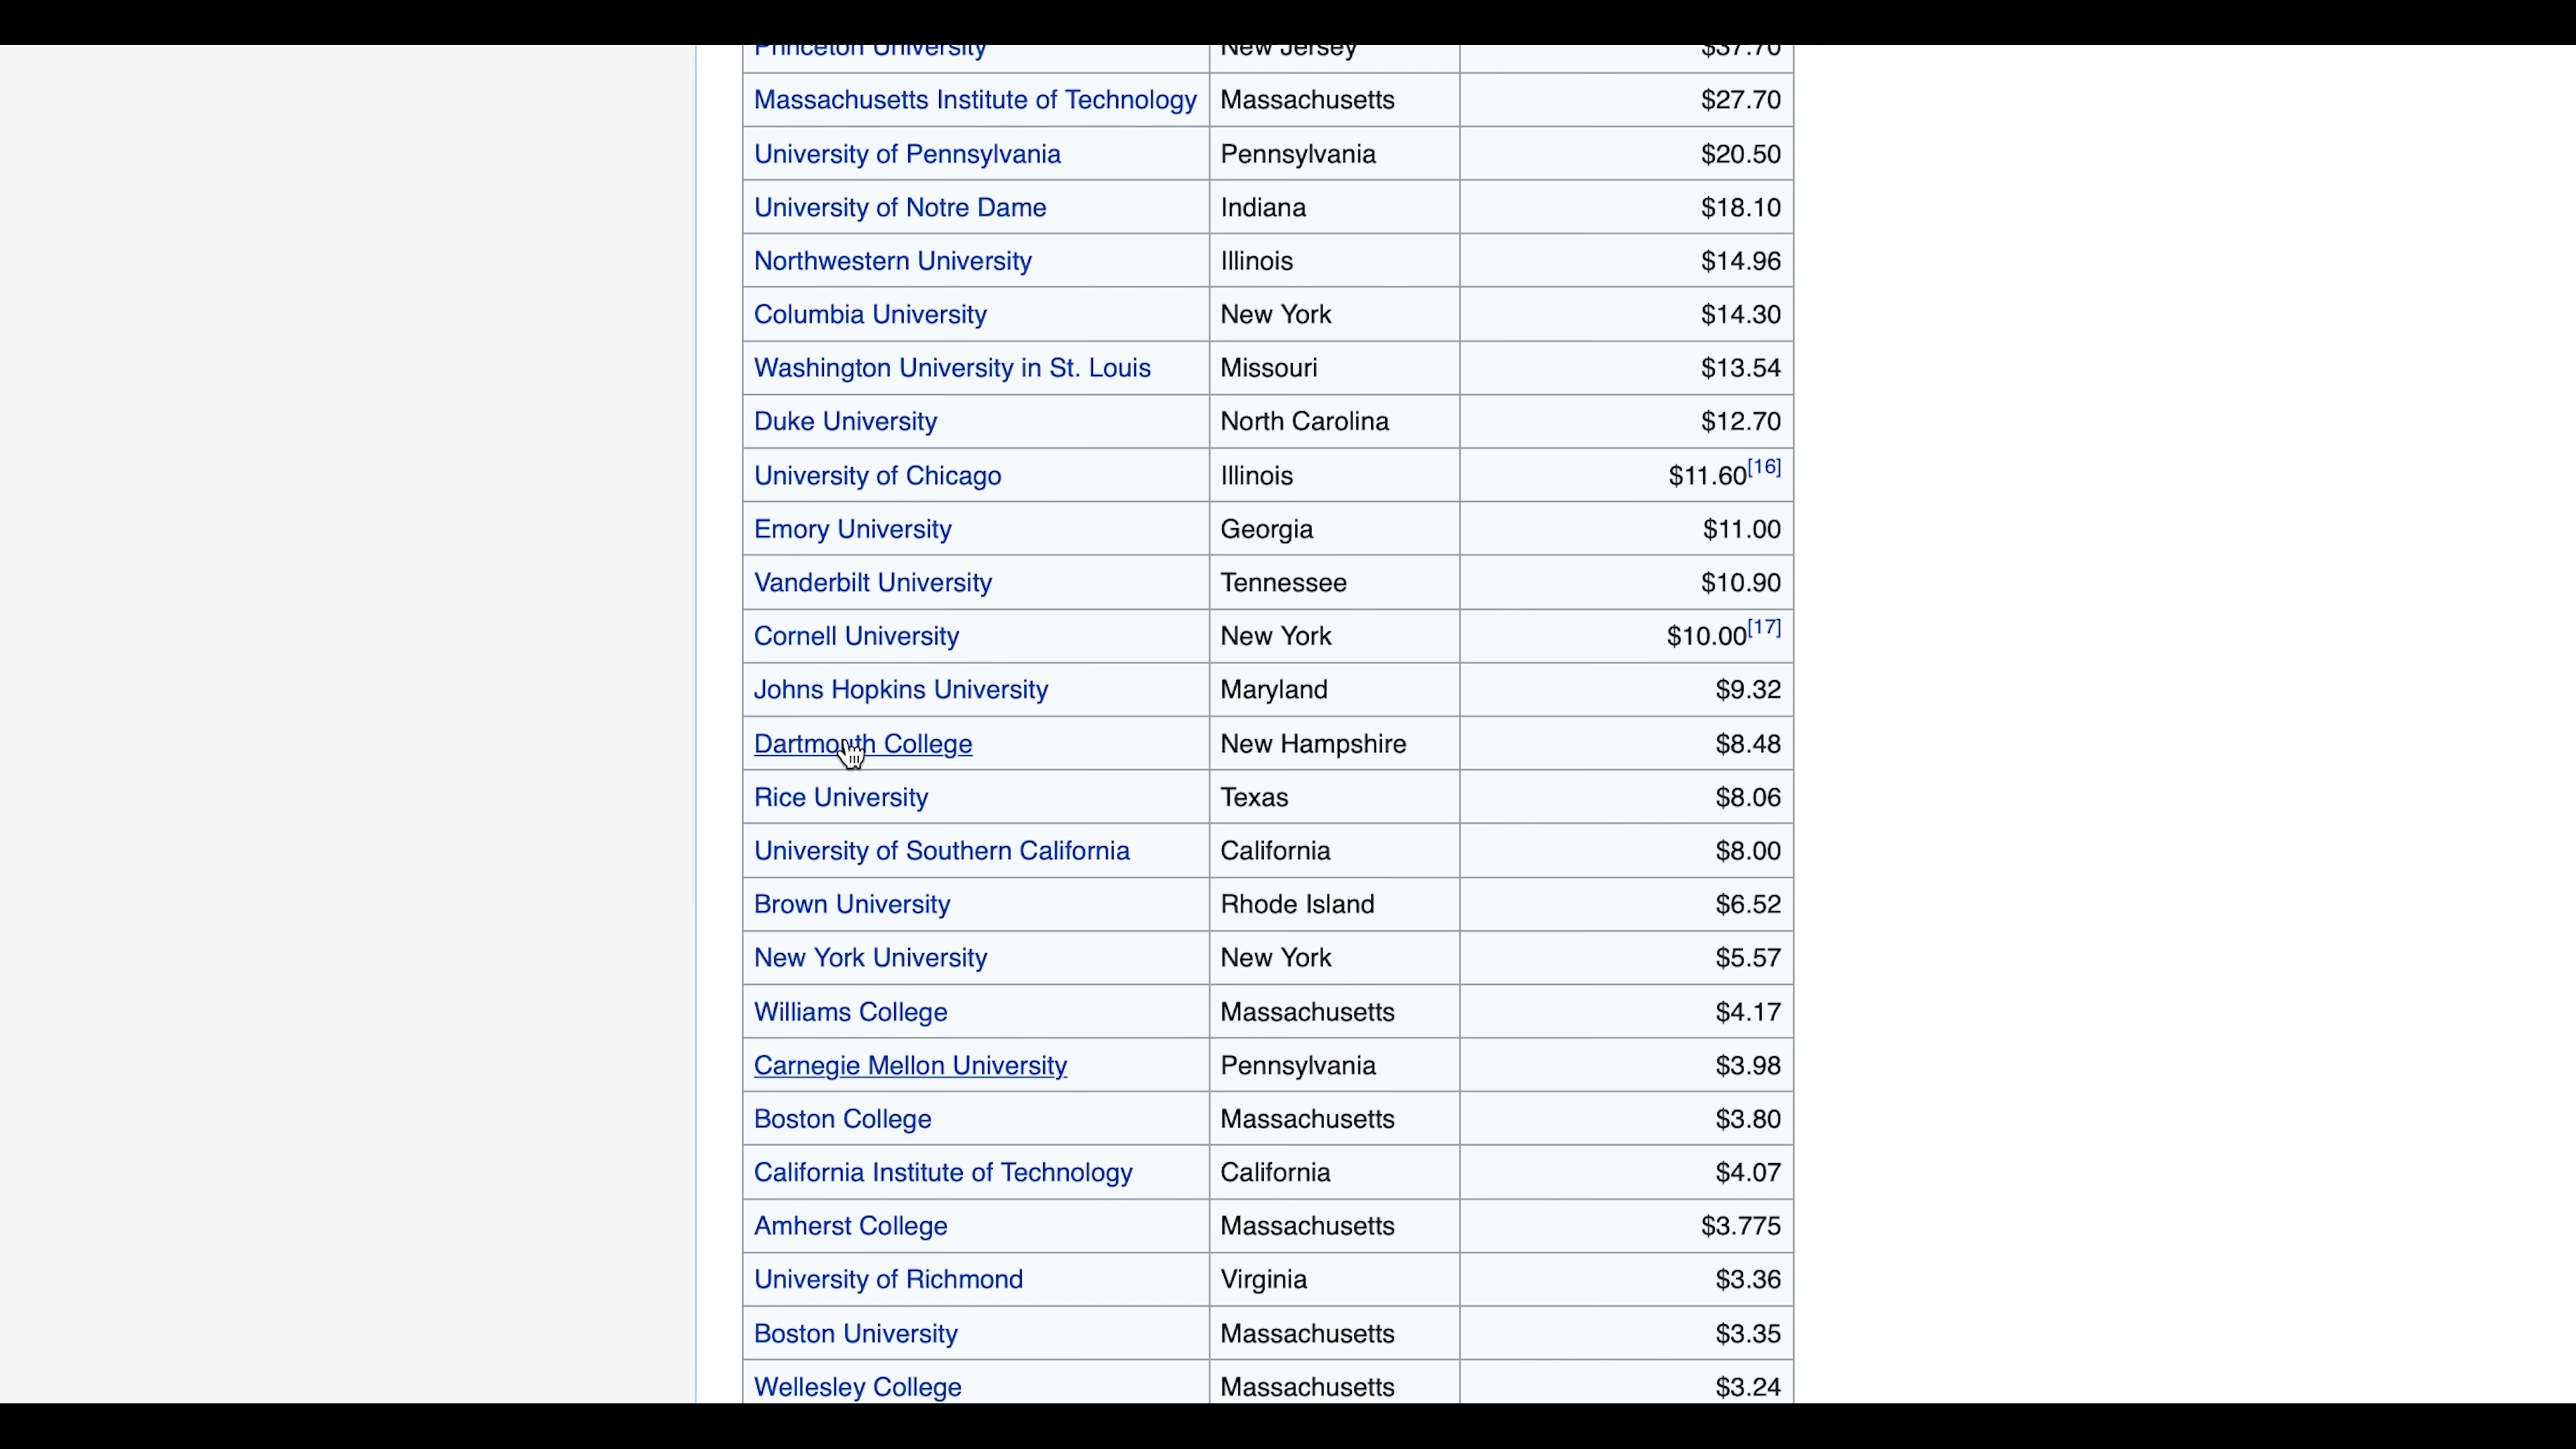 Princeton University New Jersey $37.70
Massachusetts Institute of Technology Massachusetts $27.70
University of Pennsylvania Pennsylvania $20.50
University of Notre Dame Indiana $18.10
Northwestern University Illinois $14.96
Columbia University New York $14.30
Washington University in St. Louis Missouri $13.54
Duke University North Carolina $12.70
University of Chicago Illinois $11.60[16]
Emory University Georgia $11.00
Vanderbilt University Tennessee $10.90
Cornell University New York $10.00[17]
Johns Hopkins University Maryland $9.32
Dartmouth College New Hampshire $8.48
Rice University Texas $8.06
University of Southern California California $8.00
Brown University Rhode Island $6.52
New York University New York $5.57
Williams College Massachusetts $4.17
Carnegie Mellon University Pennsylvania $3.98
Boston College Massachusetts $3.80
California Institute of Technology California $4.07
Amherst College Massachusetts $3.775
University of Richmond Virginia $3.36
Boston University Massachusetts $3.35
Wellesley College Massachusetts $3.24